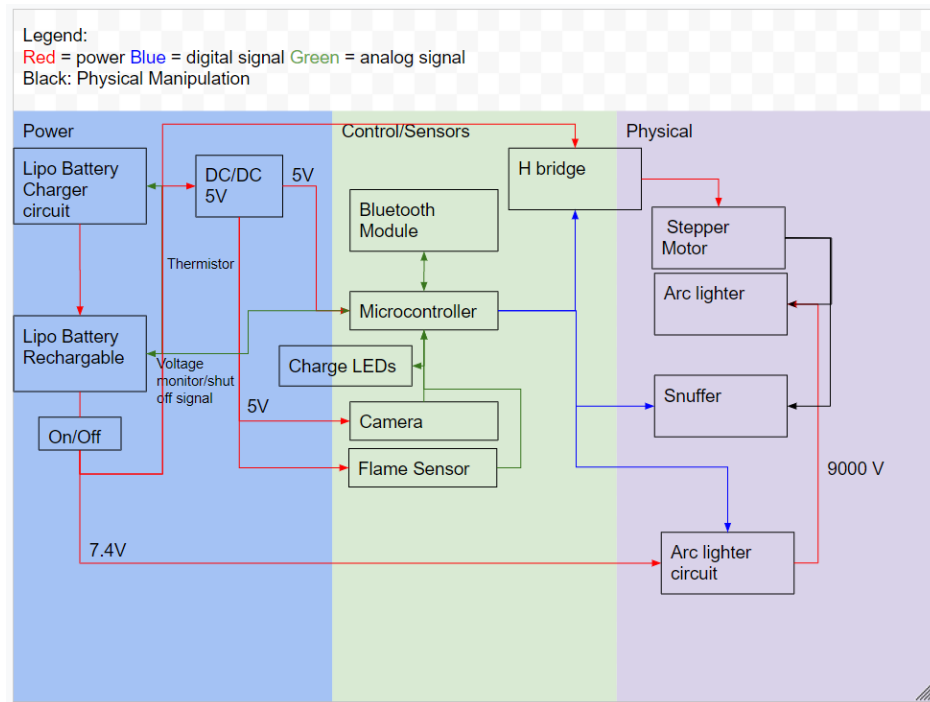 Legend:
Red = power Blue = digital signal Green = analog signal
Black: Physical Manipulation
Power
Control/Sensors
Physical
Lipo Battery
Charger
circuit
DC/DC
5V
5V
H bridge
Bluetooth
Module
Stepper
Motor
Thermistor
Arc lighter
Microcontroller
Lipo Battery
Rechargable
Voltage
monitor/shut
off signal
Charge LEDs
Snuffer
5V
Camera
On/Off
Flame Sensor
9000 V
7.4V
Arc lighter
circuit